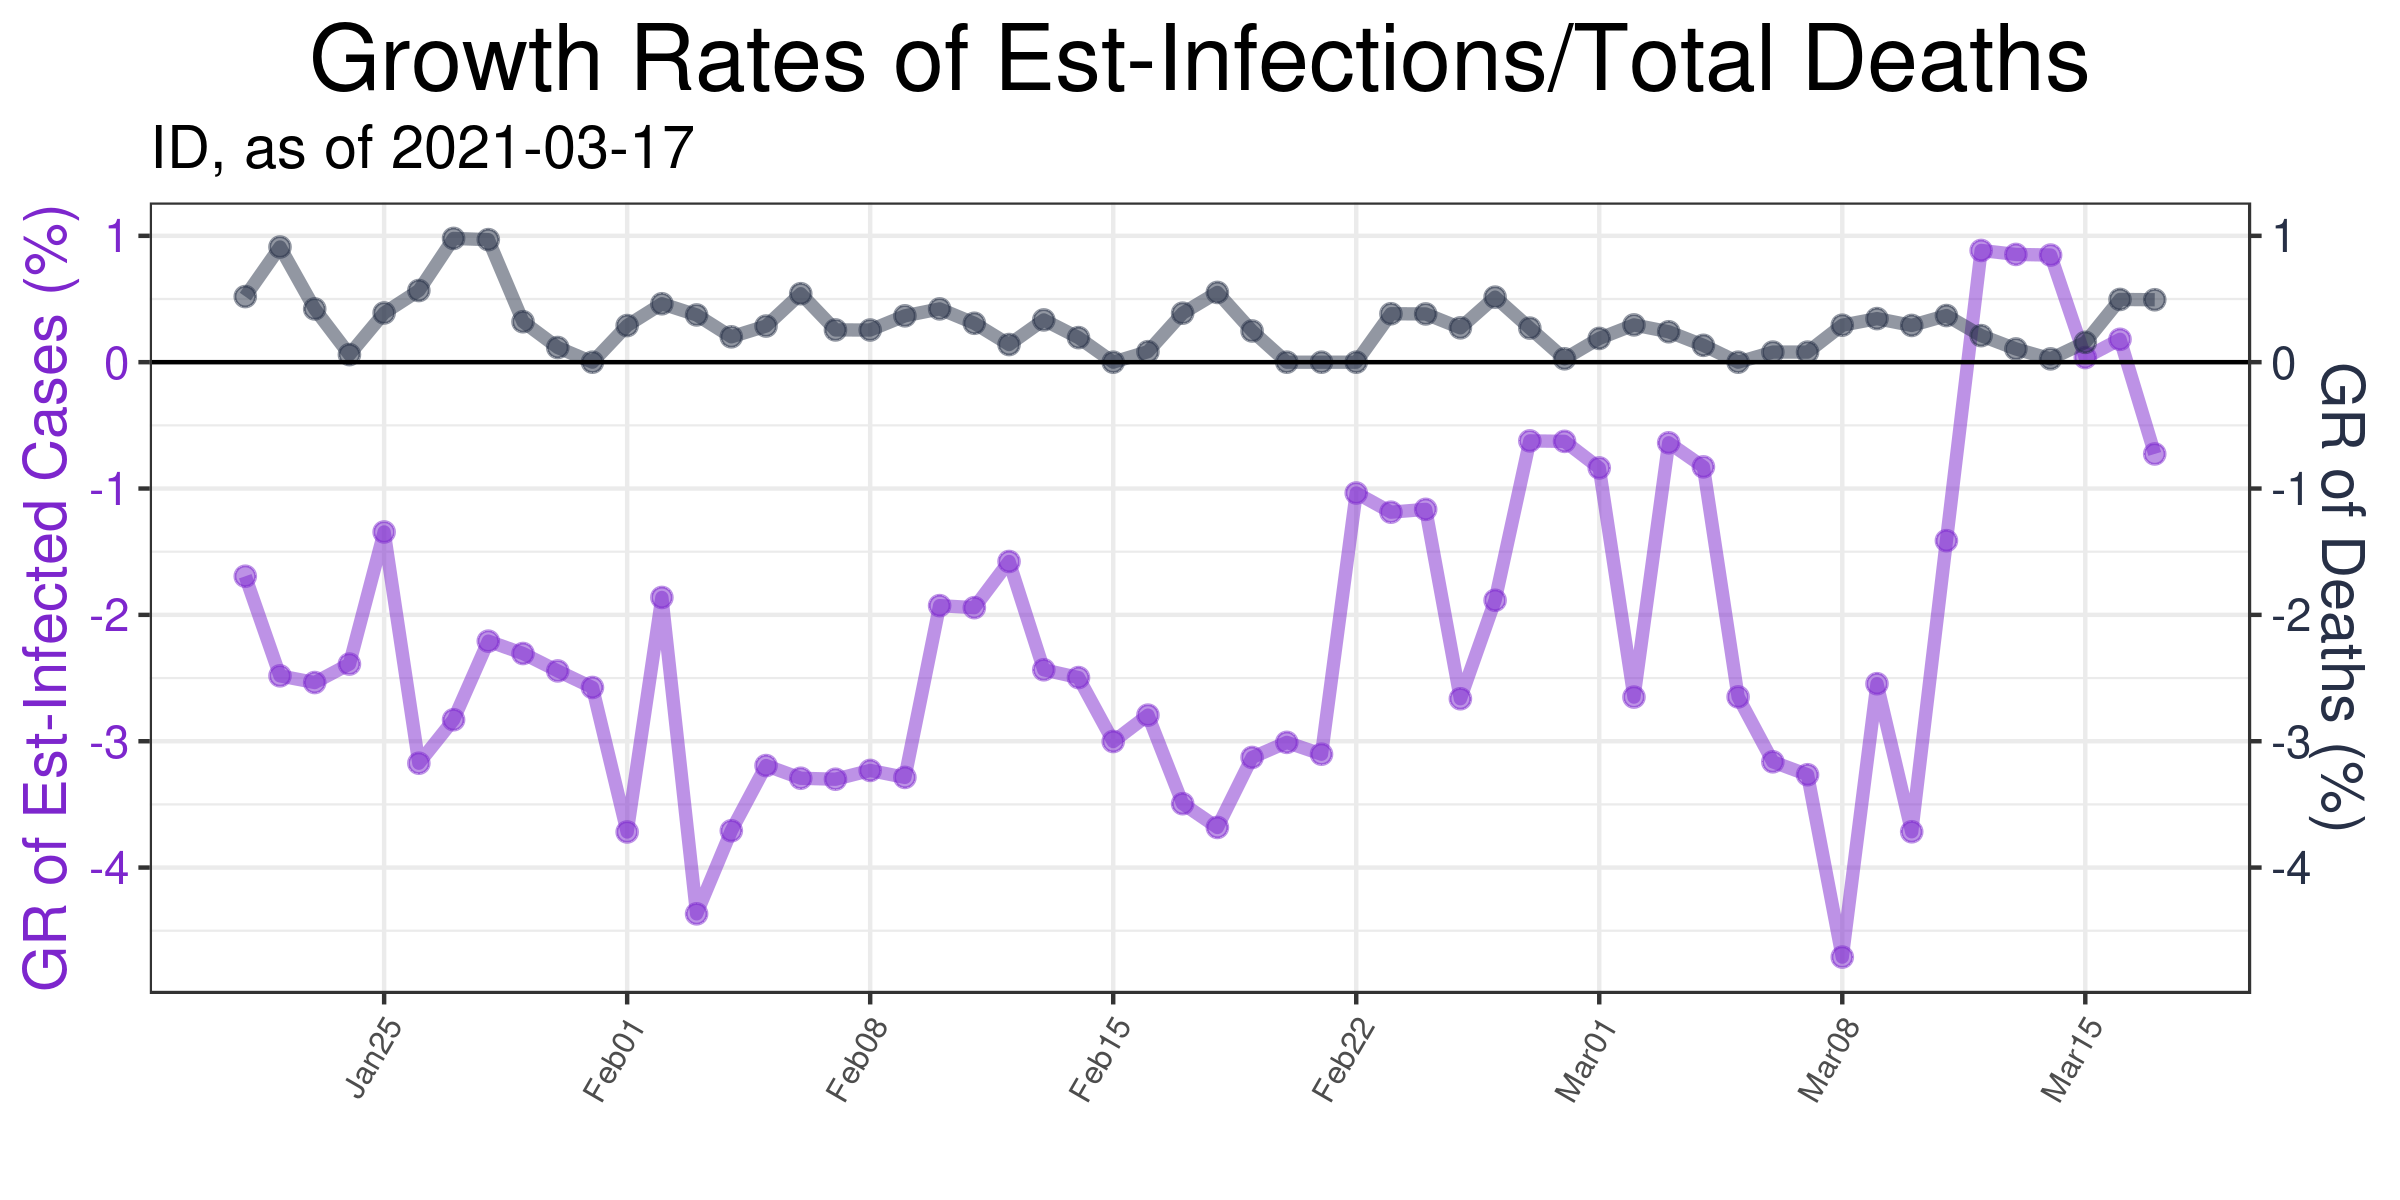 Growth Rates of Est-Infections/Total Deaths
ID, as of 2021-03-17
GR of Est-Infected Cases (%)
1
0
-1
-2
-3
-4
1
0
-1
-2
-3
-4
GR of Deaths (%)
Jan25
Feb01
Feb08
Feb15
Feb22
Mar01
Mar08
Mar15